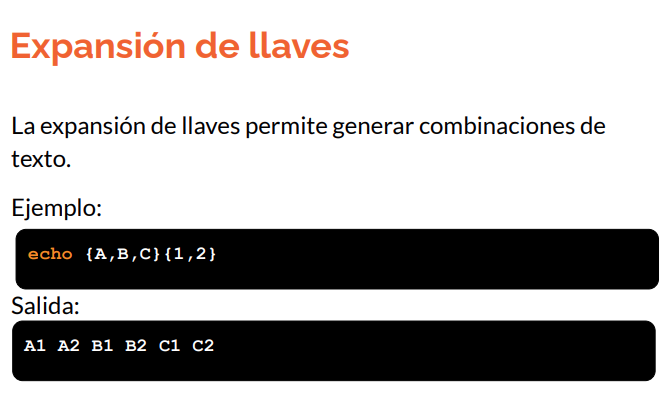 Expansión de llaves
La expansión de llaves permite generar combinaciones de
texto.
Ejemplo:
echo {A,B,C}{1,2}
Salida:
A1 A2 B1 B2 C1 C2